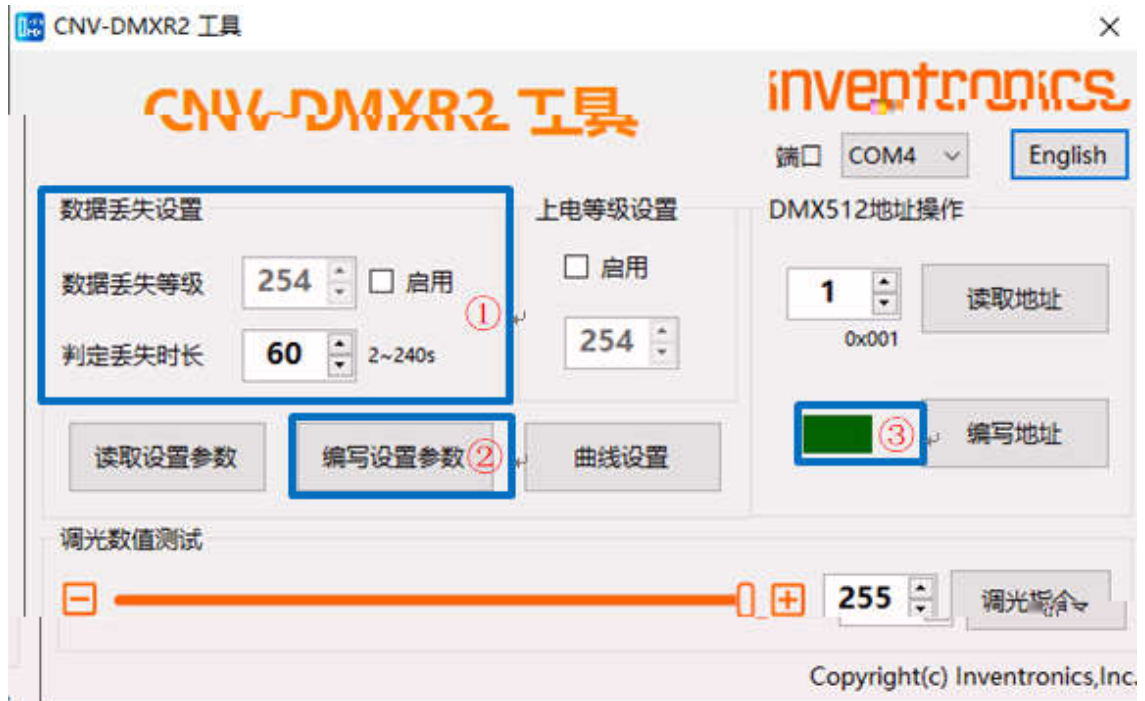 CNV-DMXR2 工具
CNV-DMXR2 工具
inventronics
端口 COM4 English
数据丢失设置
数据丢失等级 254 启用
①
判定丢失时长 60 2~240s
上电等级设置
启用
254
DMX512地址操作
1 读取地址
0x001
读取设置参数 编写设置参数 ② 曲线设置
③ 编写地址
调光数值测试
255 调光指令
Copyright(c) Inventronics,Inc.